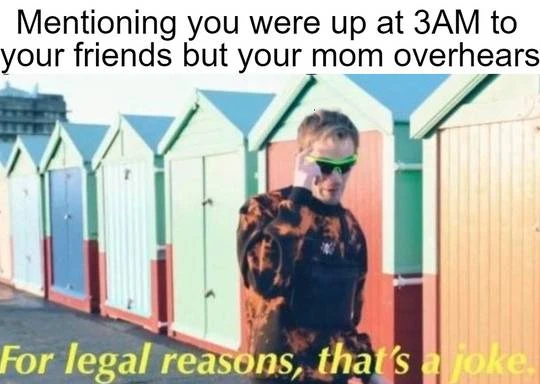 Mentioning you were up at 3AM to
your friends but your mom overhears
For legal reasons, that's a joke.